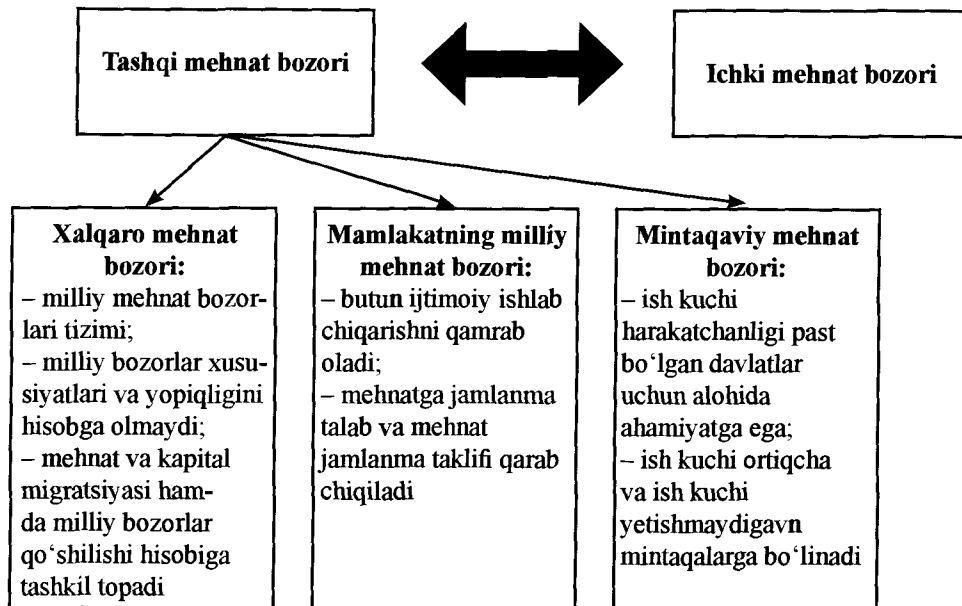 Tashqi mehnat bozori
Ichki mehnat bozori
Xalqaro mehnat
bozori:
– milliy mehnat bozor-
lari tizimi;
– milliy bozorlar xusu-
siyatlari va yopiqligini
hisobga olmaydi;
– mehnat va kapital
migratsiyasi ham-
da milliy bozorlar
qo‘shilishi hisobiga
tashkil topadi
Mamlakatning milliy
mehnat bozori:
– butun ijtimoiy ishlab
chiqarishni qamrab
oladi;
– mehnatga jamlanma
talab va mehnat
jamlanma taklifi qarab
chiqiladi
Mintaqaviy mehnat
bozori:
– ish kuchi
harakatchanligi past
bo‘lgan davlatlar
uchun alohida
ahamiyatga ega;
– ish kuchi ortiqcha
va ish kuchi
yetishmaydigavn
mintaqalarga bo‘linadi